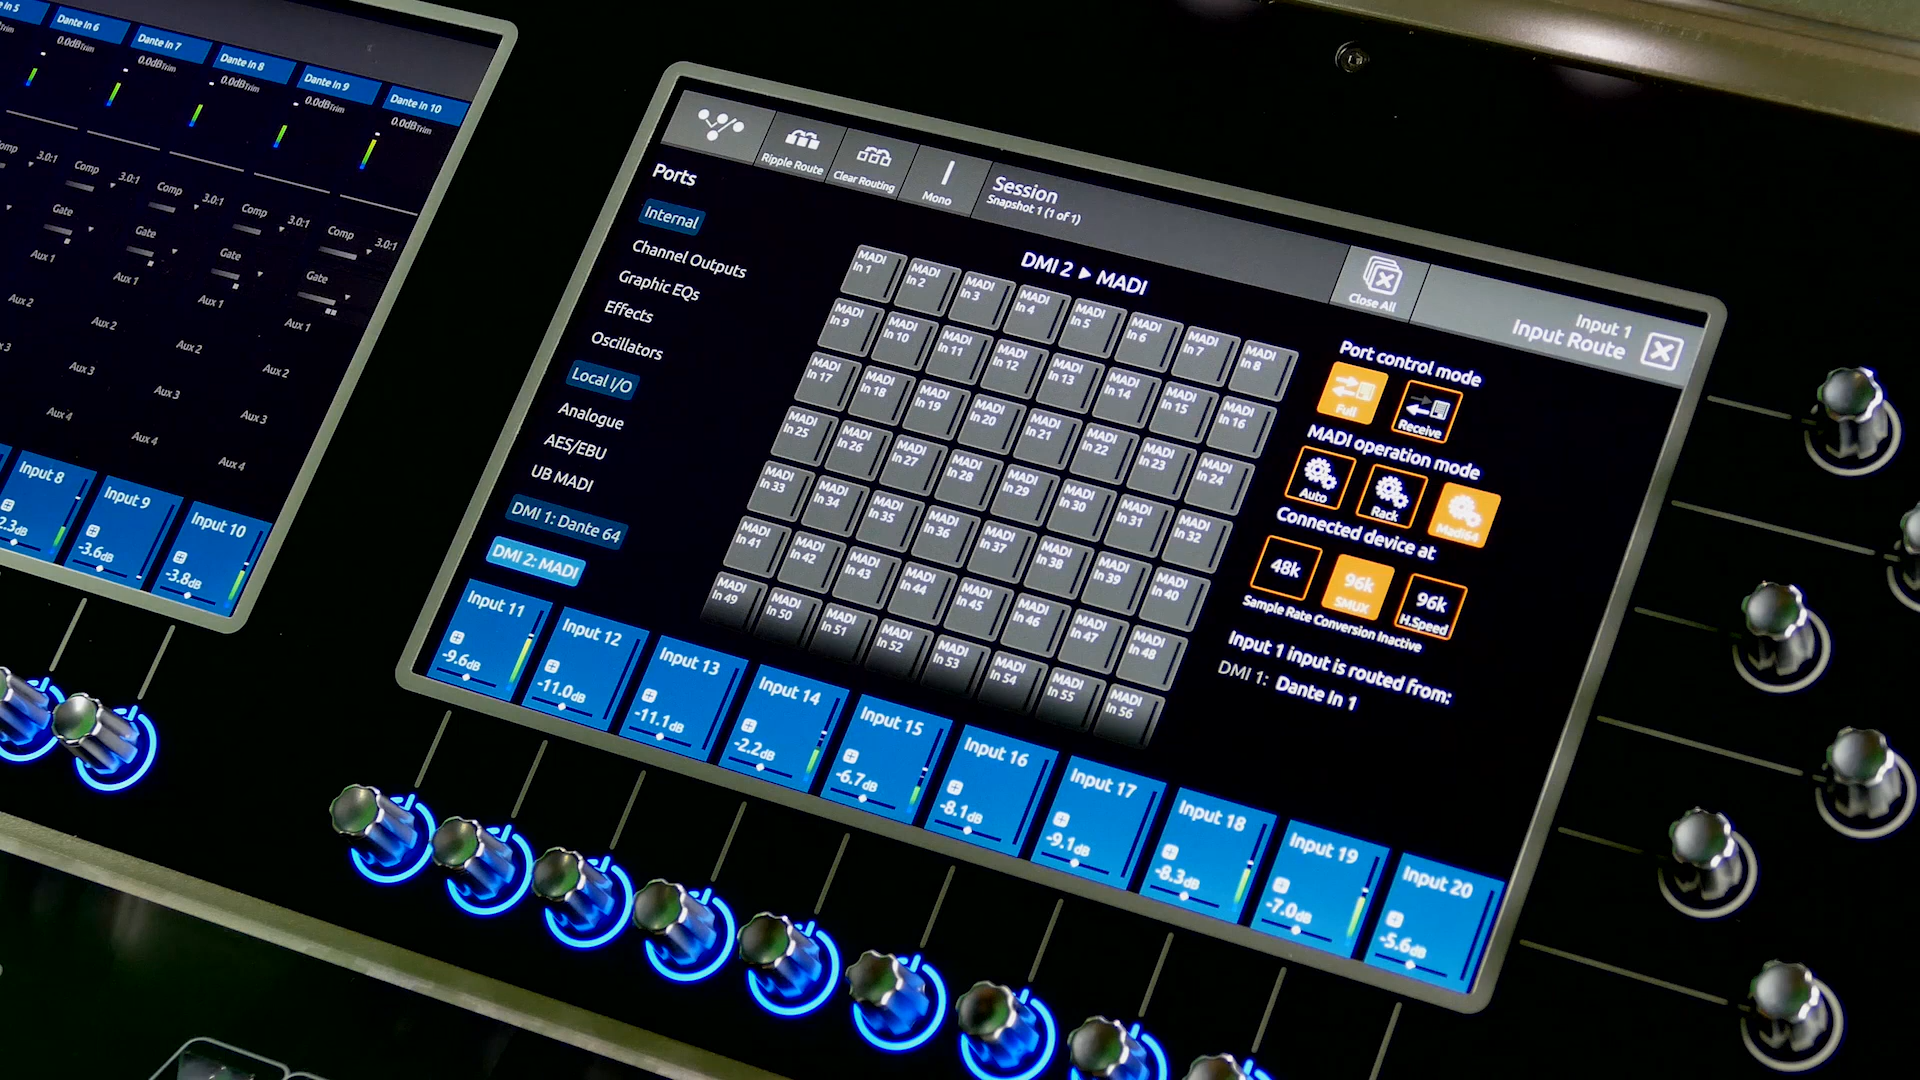 Dante In 6
Dante In 7
Dante In 8
Dante In 9
Dante In 10
0.0dBTrim
0.0dBTrim
0.0dBTrim
0.0dBTrim
0.0dBTrim
3.0:1
Comp
3.0:1
Comp
3.0:1
Comp
3.0:1
Comp
3.0:1
Gate
Gate
Gate
Gate
Aux 1
Aux 1
Aux 1
Aux 1
Aux 2
Aux 2
Aux 2
Aux 2
Aux 3
Aux 3
Aux 3
Aux 4
Aux 4
Aux 4
Input 8
Input 9
-3.6dB
Input 10
-3.8dB
Ripple Route
Clear Routing
Mono
Session
Snapshot 1 (1 of 1)
Close All
Input 1
Input Route
Ports
Internal
Channel Outputs
Graphic EQs
Effects
Oscillators
Local I/O
Analogue
AES/EBU
UB MADI
DMI 1: Dante 64
DMI 2: MADI
DMI 2 ▶ MADI
MADI In 1
MADI In 2
MADI In 3
MADI In 4
MADI In 5
MADI In 6
MADI In 7
MADI In 8
MADI In 9
MADI In 10
MADI In 11
MADI In 12
MADI In 13
MADI In 14
MADI In 15
MADI In 16
MADI In 17
MADI In 18
MADI In 19
MADI In 20
MADI In 21
MADI In 22
MADI In 23
MADI In 24
MADI In 25
MADI In 26
MADI In 27
MADI In 28
MADI In 29
MADI In 30
MADI In 31
MADI In 32
MADI In 33
MADI In 34
MADI In 35
MADI In 36
MADI In 37
MADI In 38
MADI In 39
MADI In 40
MADI In 41
MADI In 42
MADI In 43
MADI In 44
MADI In 45
MADI In 46
MADI In 47
MADI In 48
MADI In 49
MADI In 50
MADI In 51
MADI In 52
MADI In 53
MADI In 54
MADI In 55
MADI In 56
Port control mode
Full
Receive
MADI operation mode
Auto
Rack
Madi64
Connected device at
48k
96k SMUX
96k H.Speed
Sample Rate Conversion Inactive
Input 1 input is routed from:
DMI 1: Dante In 1
Input 11
-9.6dB
Input 12
-11.0dB
Input 13
-11.1dB
Input 14
-2.2dB
Input 15
-6.7dB
Input 16
-8.1dB
Input 17
-9.1dB
Input 18
-8.3dB
Input 19
-7.0dB
Input 20
-5.6dB